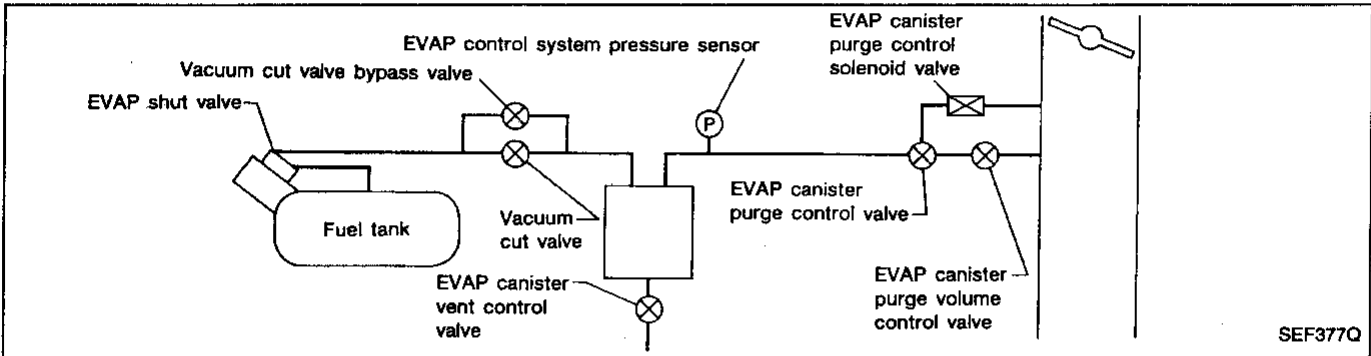 EVAP control system pressure sensor
Vacuum cut valve bypass valve
EVAP shut valve
EVAP canister
purge control
solenoid valve
P
Fuel tank
Vacuum
cut valve
EVAP canister
purge control valve
EVAP canister
vent control
valve
EVAP canister
purge volume
control valve
SEF377Q